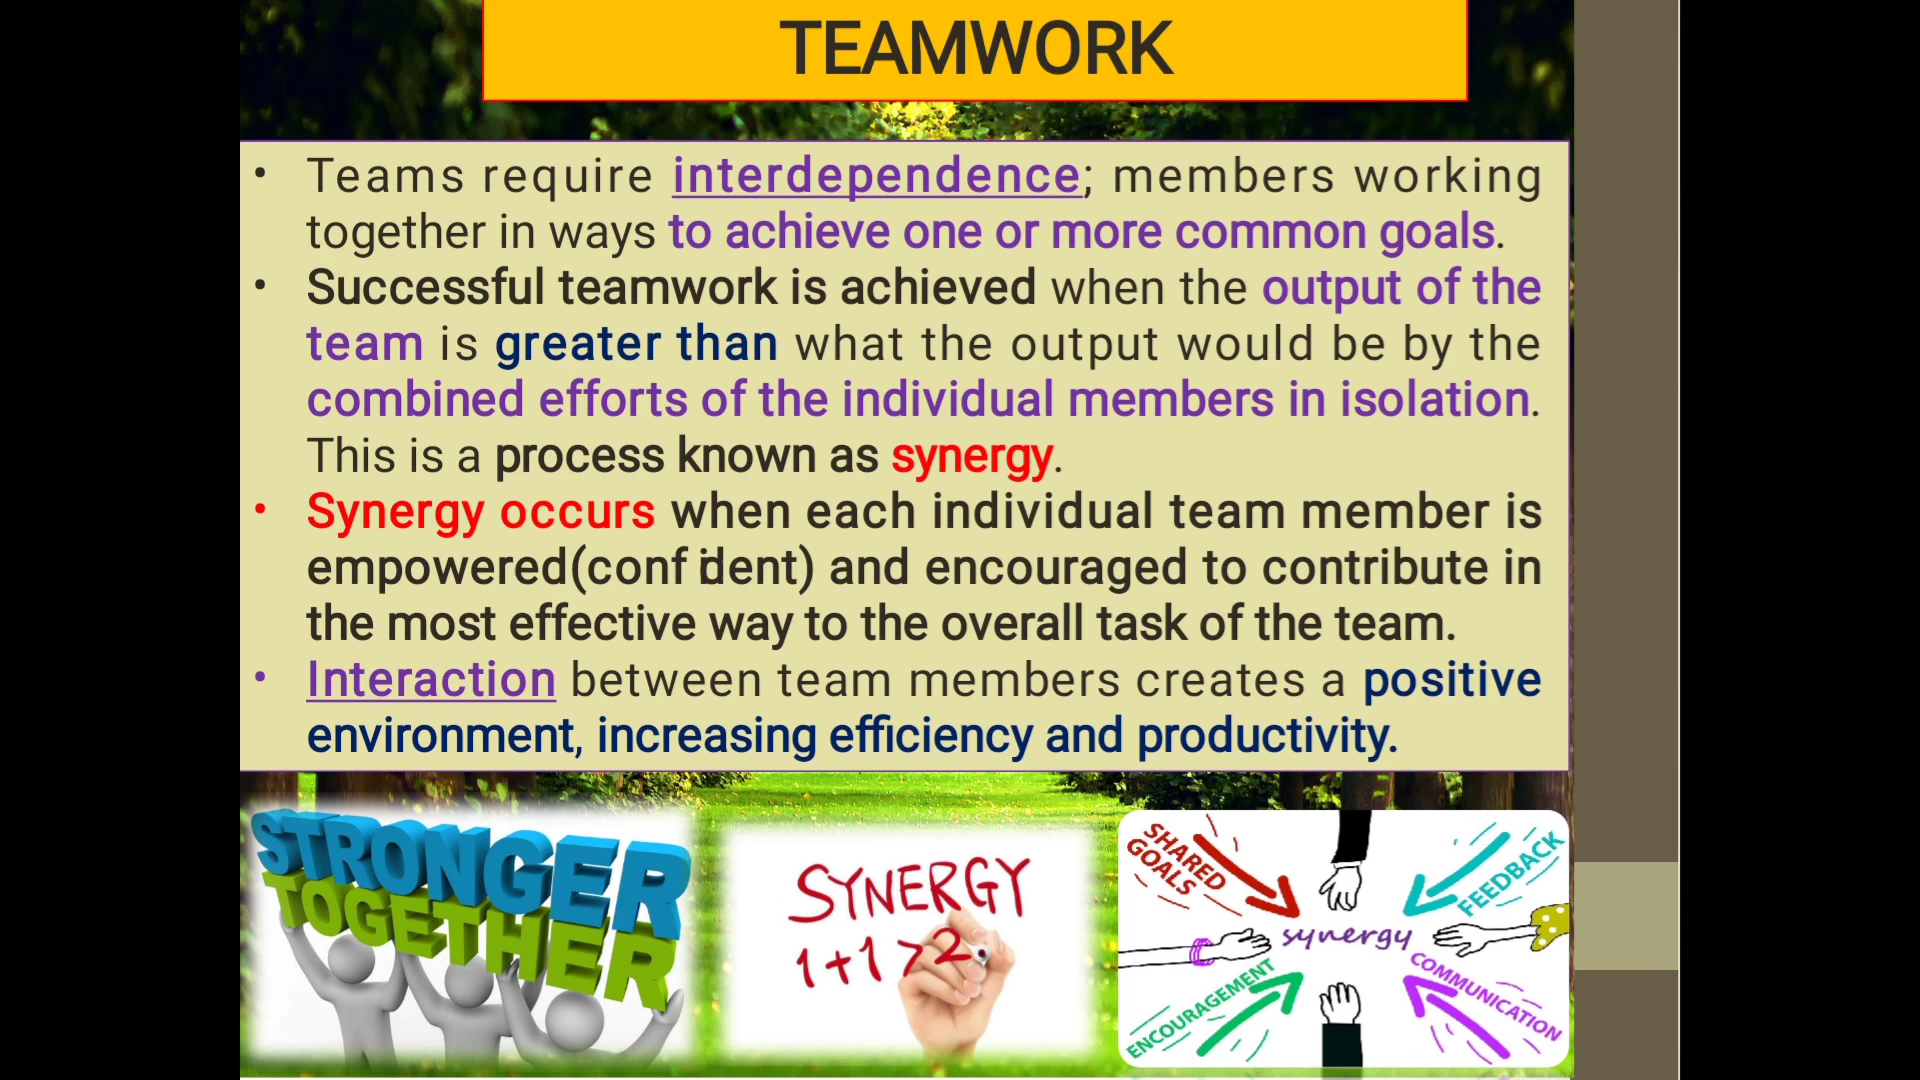 TEAMWORK
• Teams require interdependence; members working
together in ways to achieve one or more common goals.
• Successful teamwork is achieved when the output of the
team is greater than what the output would be by the
combined efforts of the individual members in isolation.
This is a process known as synergy.
• Synergy occurs when each individual team member is
empowered(confident) and encouraged to contribute in
the most effective way to the overall task of the team.
• Interaction between team members creates a positive
environment, increasing efficiency and productivity.
STRONGER
TOGETHER
SYNERGY
1+1>2
SHARED
GOALS
FEEDBACK
synergy
ENCOURAGEMENT
COMMUNICATION